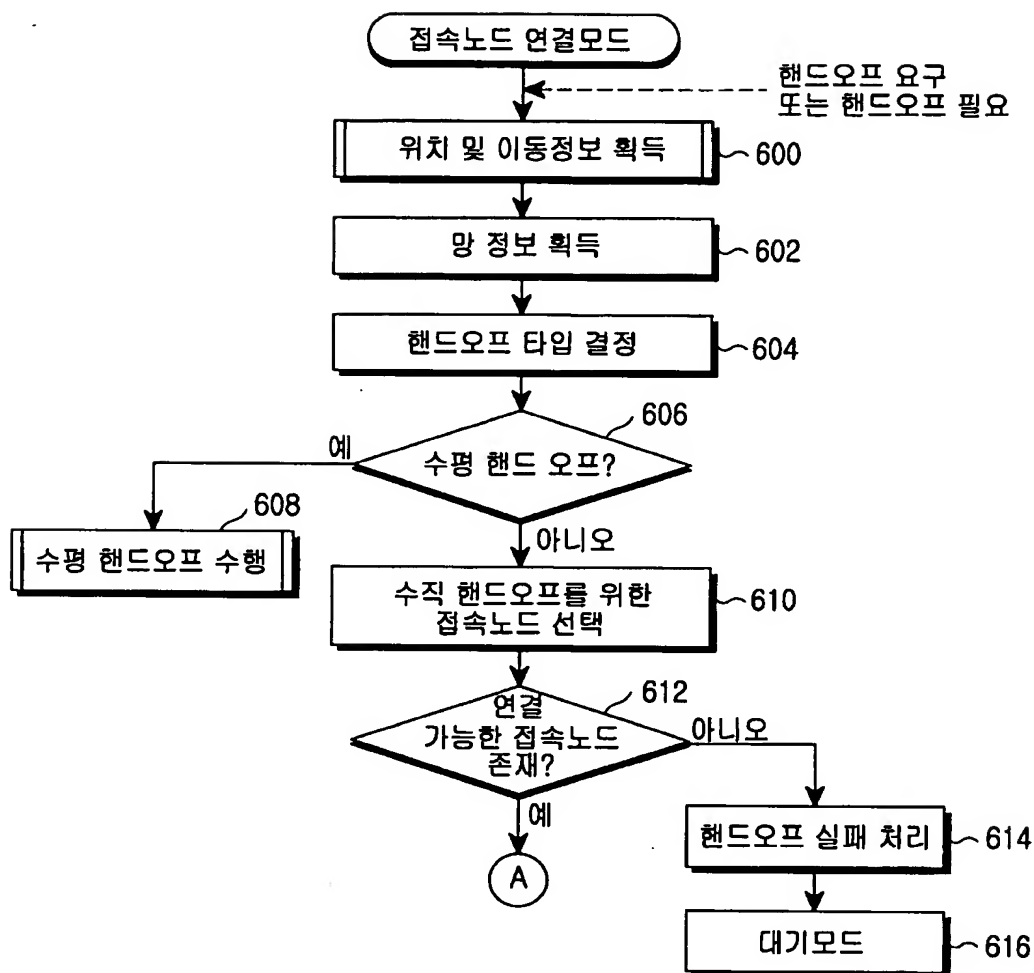 접속노드 연결모드
핸드오프 요구
또는 핸드오프 필요
위치 및 이동정보 획득
600
망 정보 획득
602
핸드오프 타입 결정
604
606
예
수평 핸드 오프?
608
수평 핸드오프 수행
아니오
수직 핸드오프를 위한
접속노드 선택
610
612
연결
가능한 접속노드
존재?
아니오
예
A
핸드오프 실패 처리
614
대기모드
616